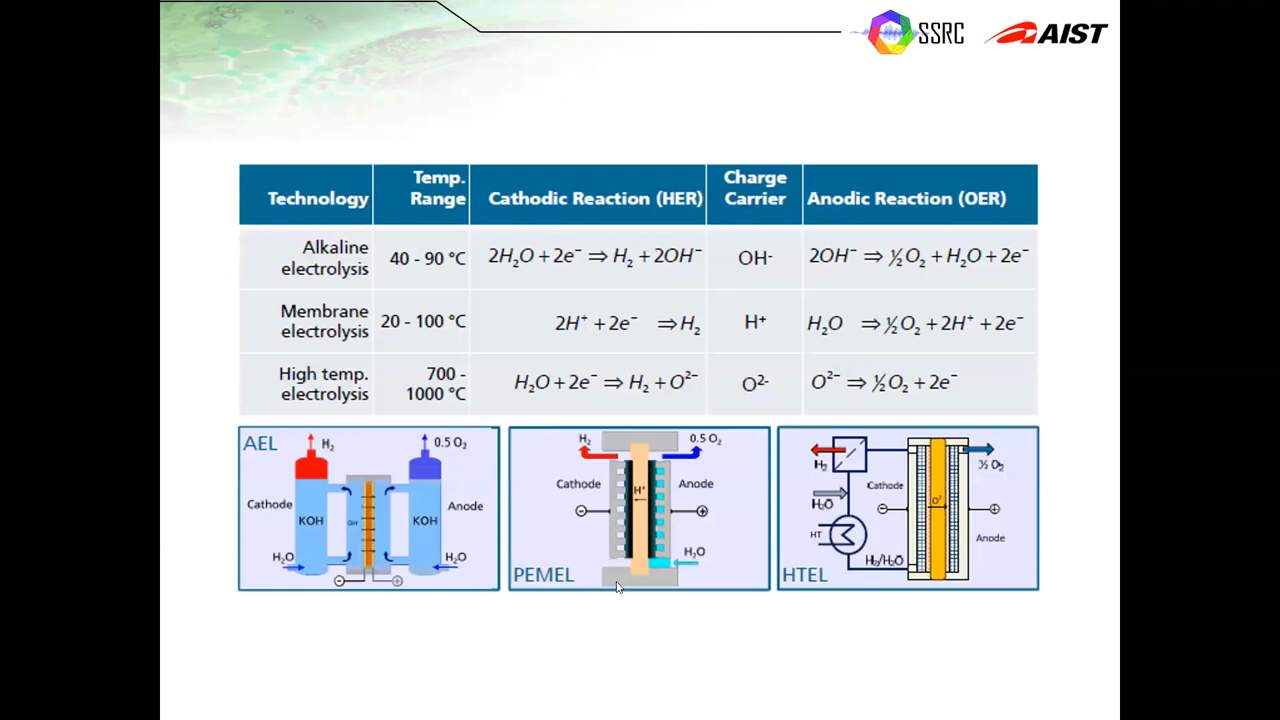 SSRC
AIST
Technology
Temp.
Range
Cathodic Reaction (HER)
Charge
Carrier
Anodic Reaction (OER)
Alkaline
electrolysis
40 - 90 °C
2H₂O + 2e⁻ ⇒ H₂ + 2OH⁻
OH-
2OH⁻ ⇒ ½O₂ + H₂O + 2e⁻
Membrane
electrolysis
20 - 100 °C
2H⁺ + 2e⁻ ⇒ H₂
H⁺
H₂O ⇒ ½O₂ + 2H⁺ + 2e⁻
High temp.
electrolysis
700 -
1000 °C
H₂O + 2e⁻ ⇒ H₂ + O²⁻
O²⁻
O²⁻ ⇒ ½O₂ + 2e⁻
AEL
H₂
0.5 O₂
Cathode
Anode
KOH
OH
KOH
H₂O
H₂O
PEMEL
H₂
0.5 O₂
Cathode
H⁺
Anode
H₂O
HTEL
H₂
½ O₂
Cathode
H₂O
HT
Anode
H₂/H₂O